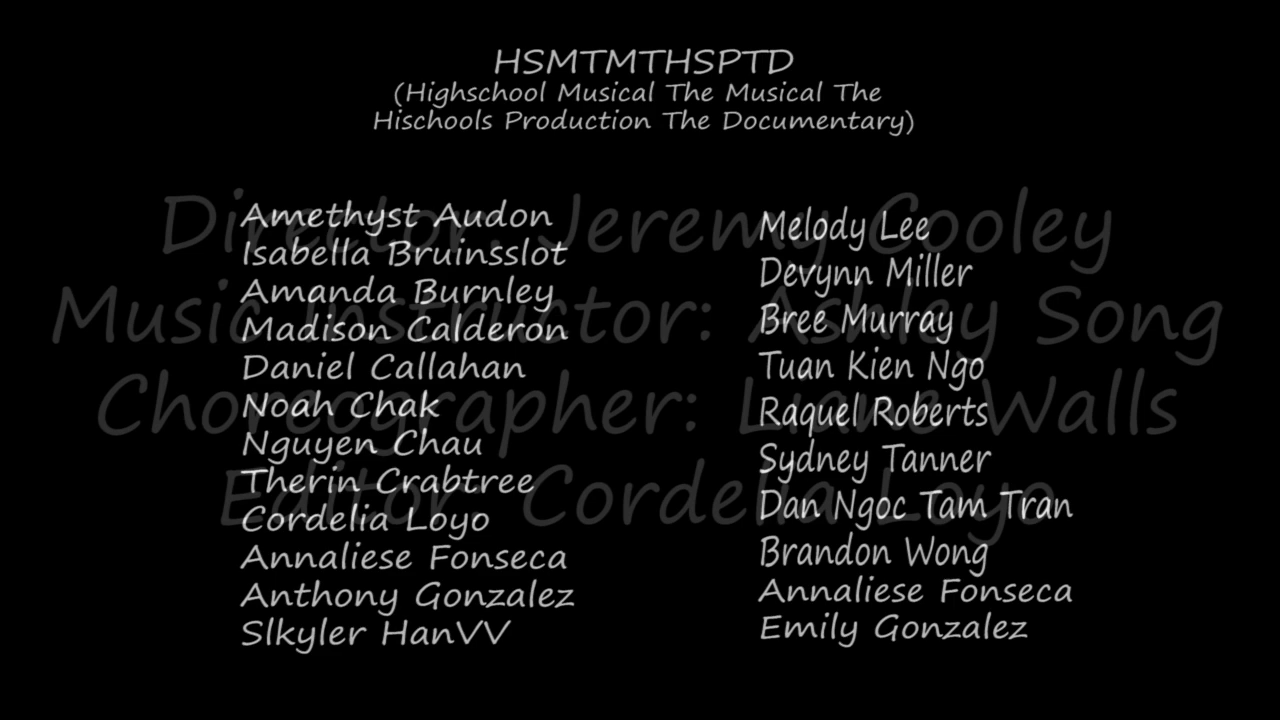 HSMTMTHSPTD
(Highschool Musical The Musical The
Hischools Production The Documentary)
Director: Jeremy Cooley
Music Instructor: Ashley Song
Choreographer: Liane Walls
Editor: Cordelia Loyo
Amethyst Audon
Isabella Bruinsslot
Amanda Burnley
Madison Calderon
Daniel Callahan
Noah Chak
Nguyen Chau
Therin Crabtree
Cordelia Loyo
Annaliese Fonseca
Anthony Gonzalez
Slkyler HanVV
Melody Lee
Devynn Miller
Bree Murray
Tuan Kien Ngo
Raquel Roberts
Sydney Tanner
Dan Ngoc Tam Tran
Brandon Wong
Annaliese Fonseca
Emily Gonzalez